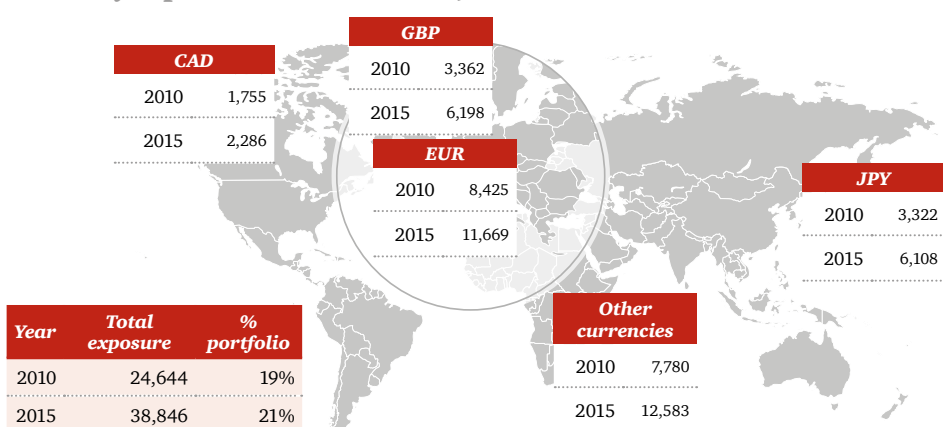 GBP
2010 3,362
2015 6,198
CAD
2010 1,755
2015 2,286
EUR
2010 8,425
2015 11,669
JPY
2010 3,322
2015 6,108
Other
currencies
2010 7,780
2015 12,583
Year Total exposure % portfolio
2010 24,644 19%
2015 38,846 21%